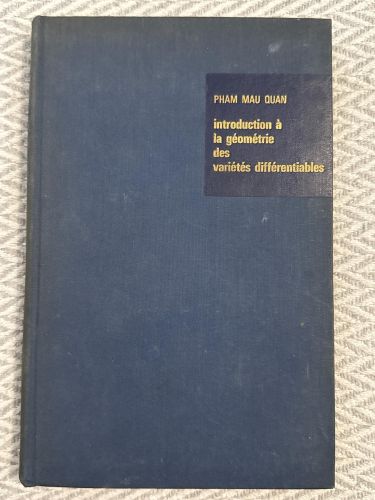 PHAM MAU QUAN
introduction à
la géométrie
des
variétés différentiables